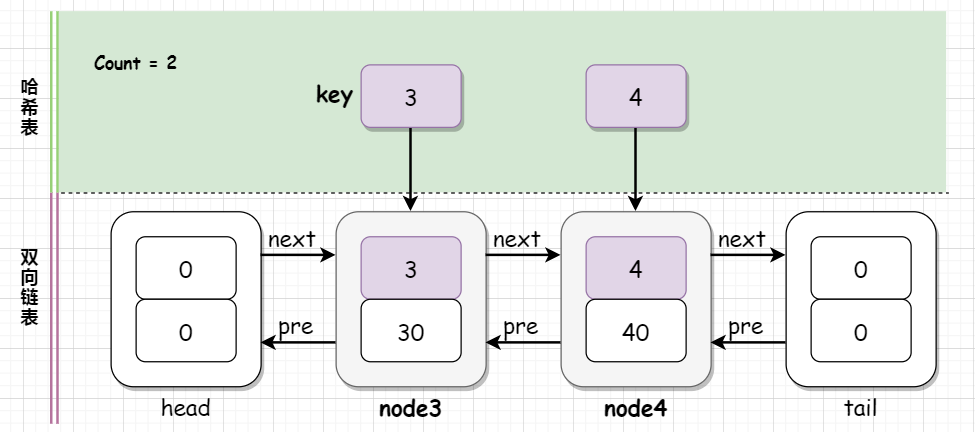 哈希表
Count = 2
key
3
4
双向链表
next
next
next
0
3
4
0
0
30
40
0
pre
pre
pre
head
node3
node4
tail